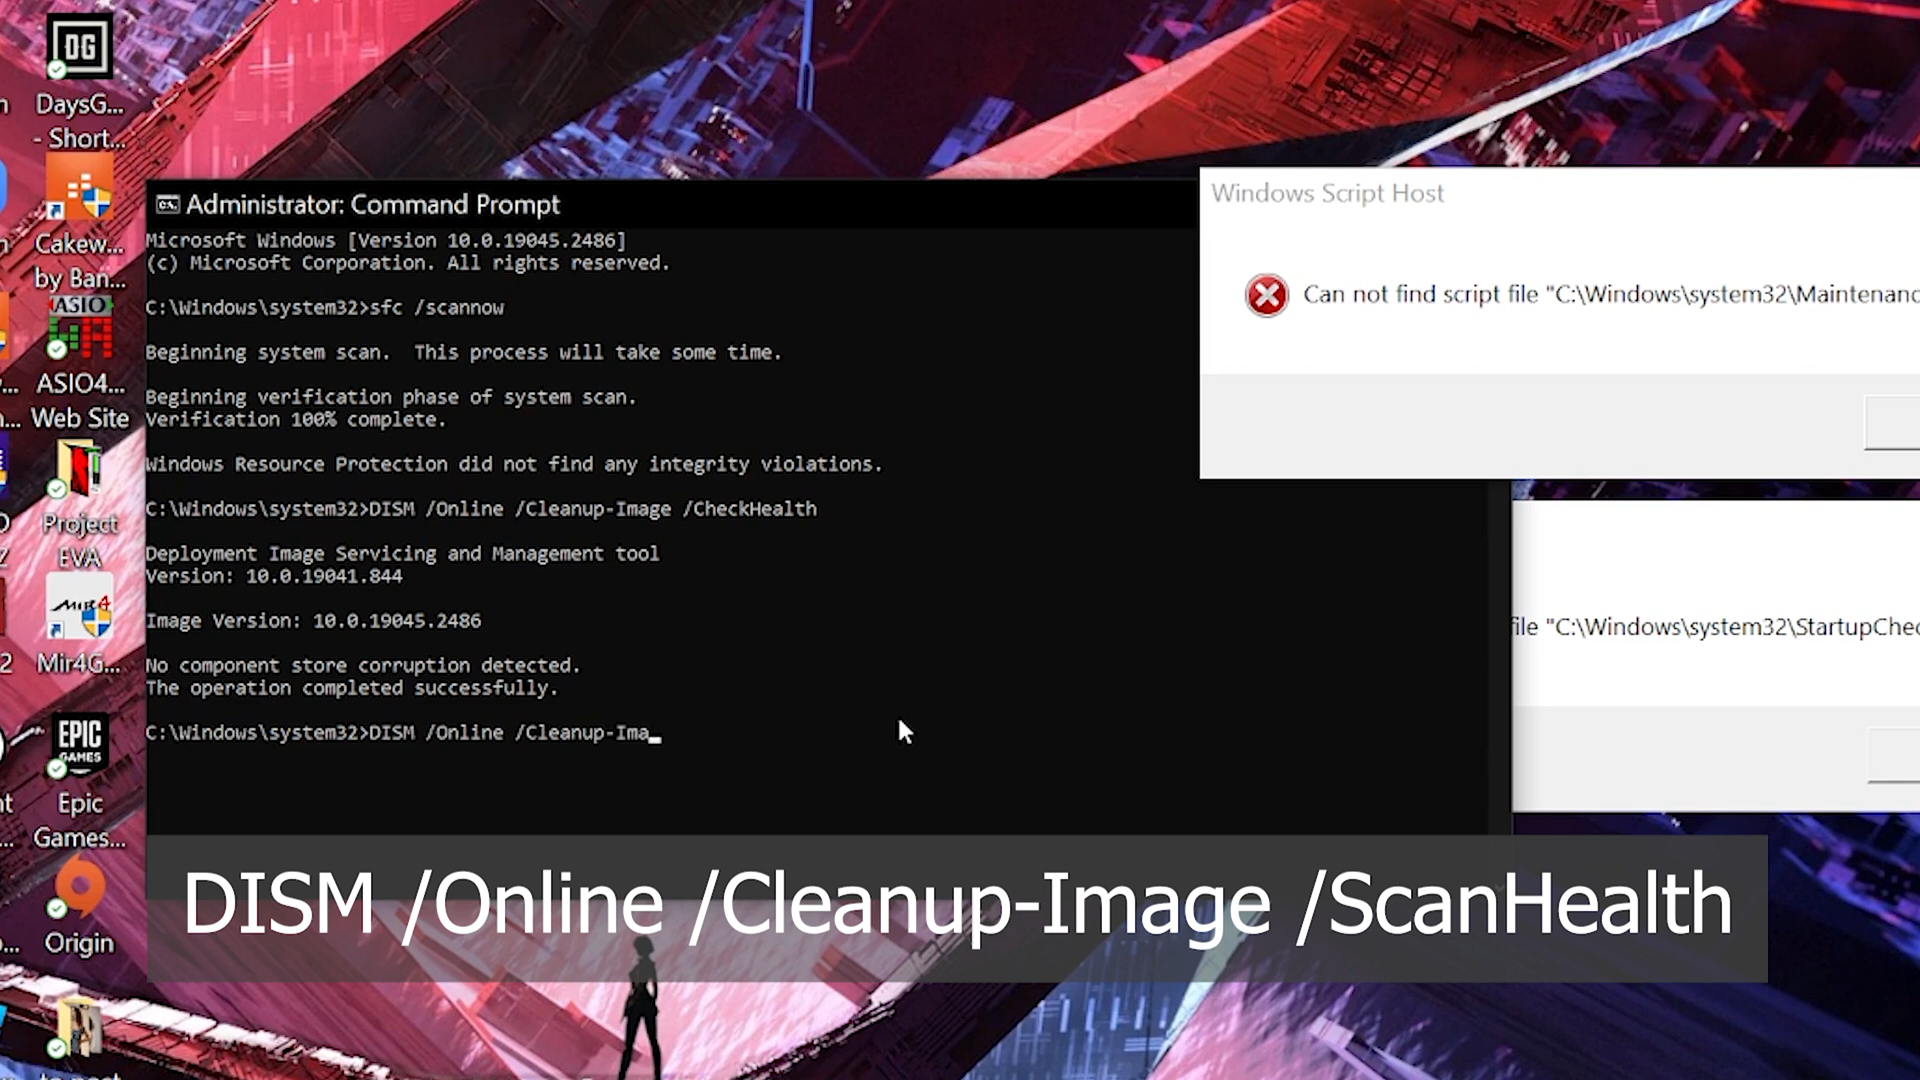 DG
DaysG...
- Short...
Cakew...
by Ban...
ASIO
ASIO4...
Web Site
Project
EVA
MIR4
Mir4G...
EPIC
GAMES
Epic
Games...
Origin
Administrator: Command Prompt
Microsoft Windows [Version 10.0.19045.2486]
(c) Microsoft Corporation. All rights reserved.
C:\Windows\system32>sfc /scannow
Beginning system scan.  This process will take some time.
Beginning verification phase of system scan.
Verification 100% complete.
Windows Resource Protection did not find any integrity violations.
C:\Windows\system32>DISM /Online /Cleanup-Image /CheckHealth
Deployment Image Servicing and Management tool
Version: 10.0.19041.844
Image Version: 10.0.19045.2486
No component store corruption detected.
The operation completed successfully.
C:\Windows\system32>DISM /Online /Cleanup-Ima_
Windows Script Host
Can not find script file "C:\Windows\system32\Maintenanc
file "C:\Windows\system32\StartupChec
DISM /Online /Cleanup-Image /ScanHealth